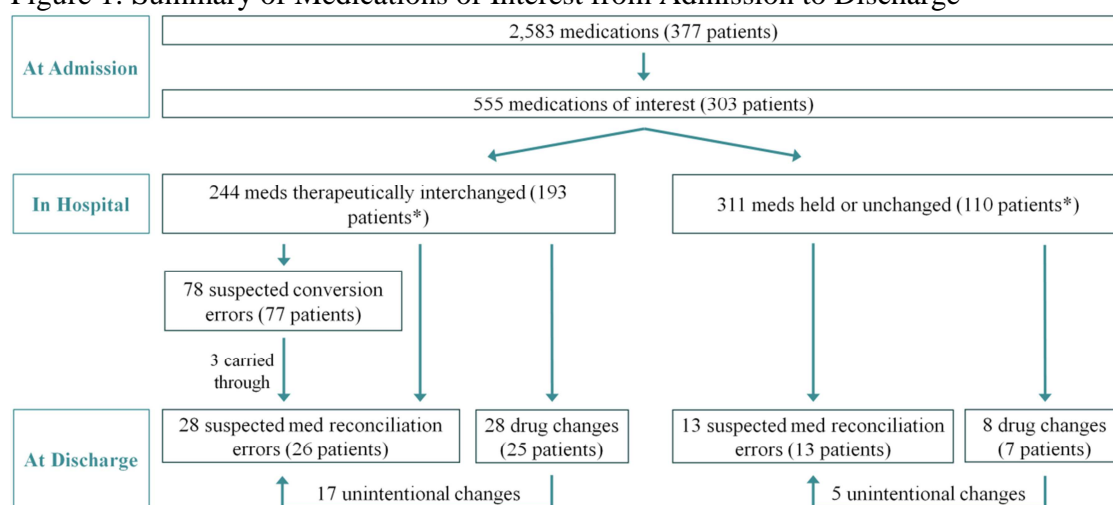 Figure 1. Summary of Medications of Interest from Admission to Discharge
At Admission
2,583 medications (377 patients)
555 medications of interest (303 patients)
In Hospital
244 meds therapeutically interchanged (193
patients*)
311 meds held or unchanged (110 patients*)
78 suspected conversion
errors (77 patients)
3 carried
through
At Discharge
28 suspected med reconciliation
errors (26 patients)
28 drug changes
(25 patients)
13 suspected med reconciliation
errors (13 patients)
8 drug changes
(7 patients)
17 unintentional changes
5 unintentional changes